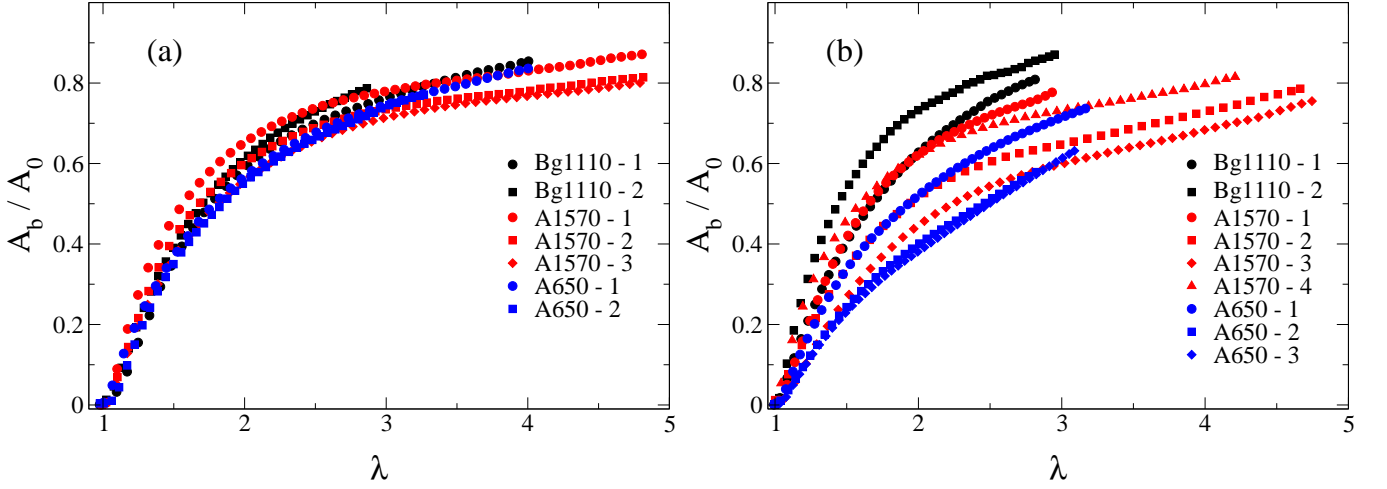 (a)
A_b / A_0
0.8
0.6
0.4
0.2
0
Bg1110 - 1
Bg1110 - 2
A1570 - 1
A1570 - 2
A1570 - 3
A650 - 1
A650 - 2
1 2 3 4 5
λ
(b)
A_b / A_0
0.8
0.6
0.4
0.2
0
Bg1110 - 1
Bg1110 - 2
A1570 - 1
A1570 - 2
A1570 - 3
A1570 - 4
A650 - 1
A650 - 2
A650 - 3
1 2 3 4 5
λ